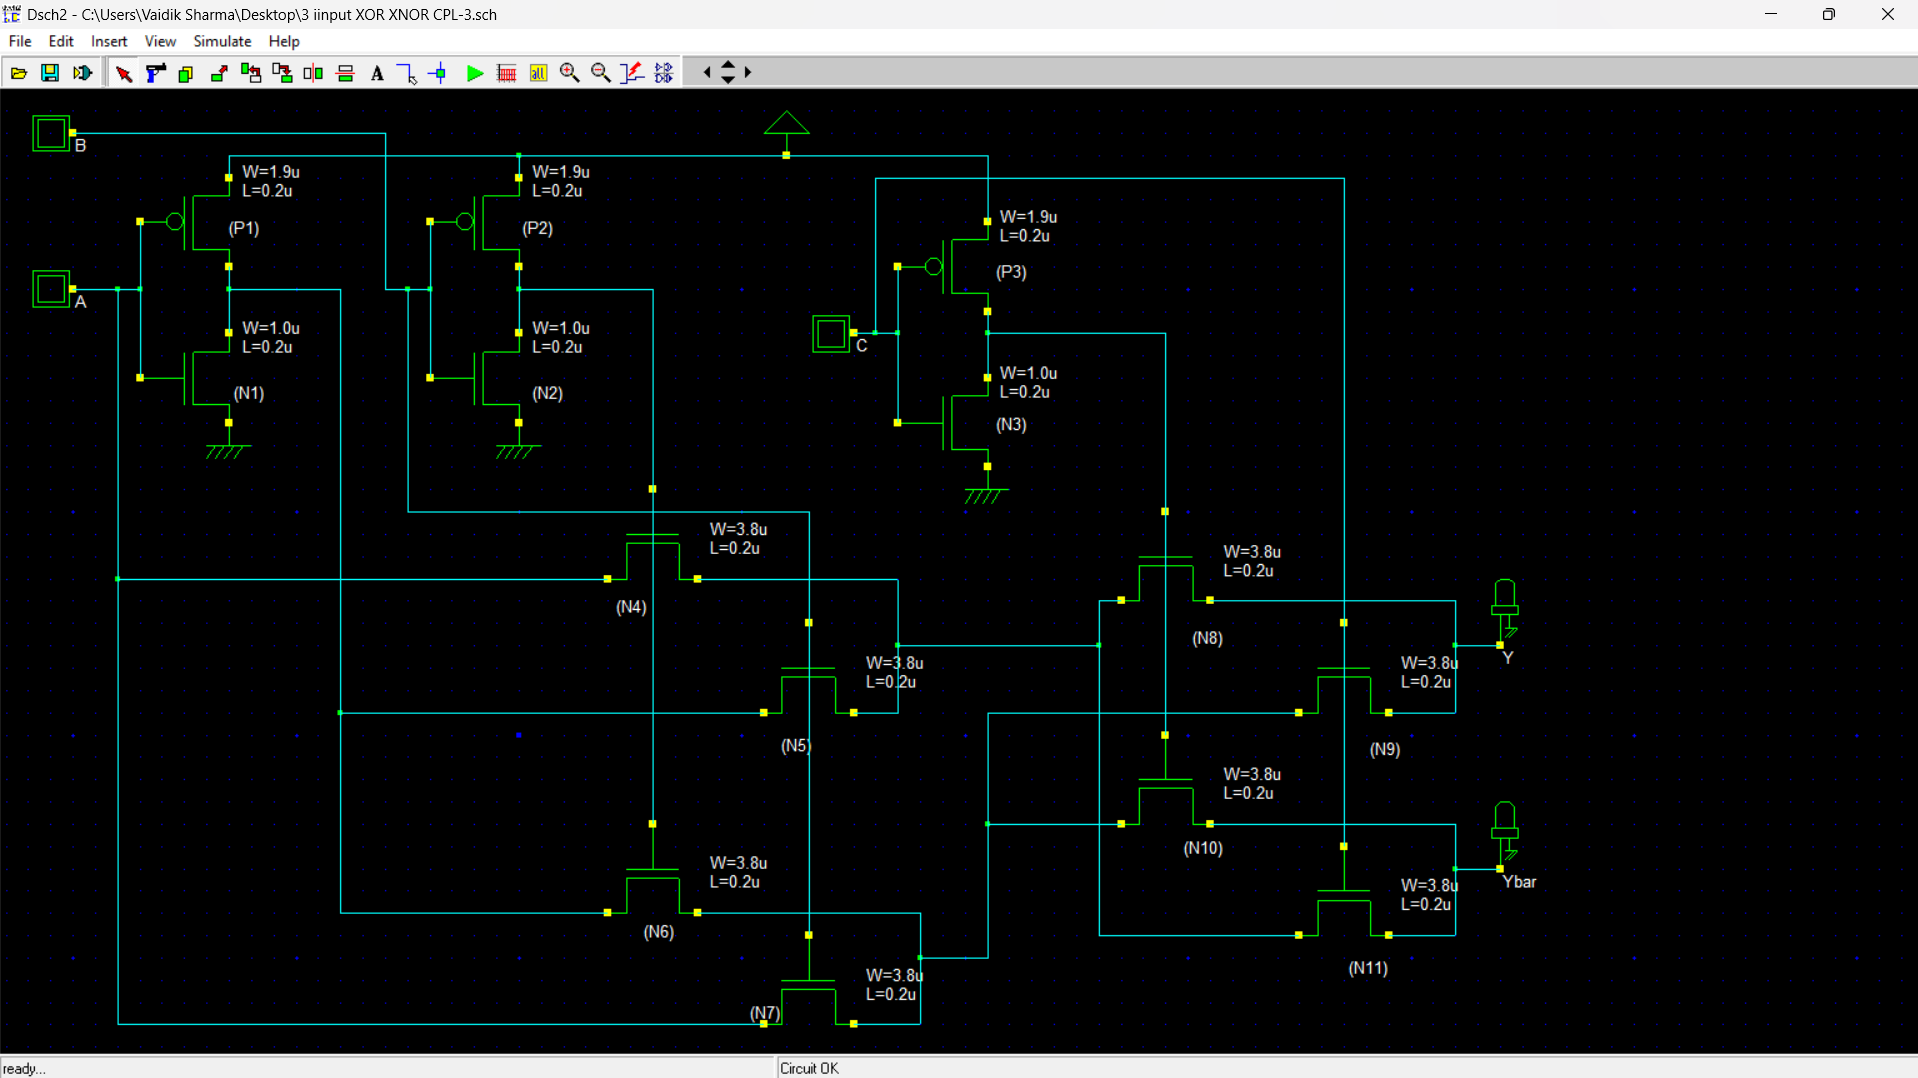 Dsch2 - C:\Users\Vaidik Sharma\Desktop\3 iinput XOR XNOR CPL-3.sch
File Edit Insert View Simulate Help
A all
B
W=1.9u
L=0.2u
(P1)
W=1.9u
L=0.2u
(P2)
W=1.9u
L=0.2u
(P3)
A
W=1.0u
L=0.2u
(N1)
W=1.0u
L=0.2u
(N2)
C
W=1.0u
L=0.2u
(N3)
W=3.8u
L=0.2u
(N4)
W=3.8u
L=0.2u
(N8)
W=3.8u
L=0.2u
(N5)
W=3.8u
L=0.2u
(N9)
Y
W=3.8u
L=0.2u
(N10)
W=3.8u
L=0.2u
(N6)
W=3.8u
L=0.2u
(N11)
Ybar
W=3.8u
L=0.2u
(N7)
ready...
Circuit OK